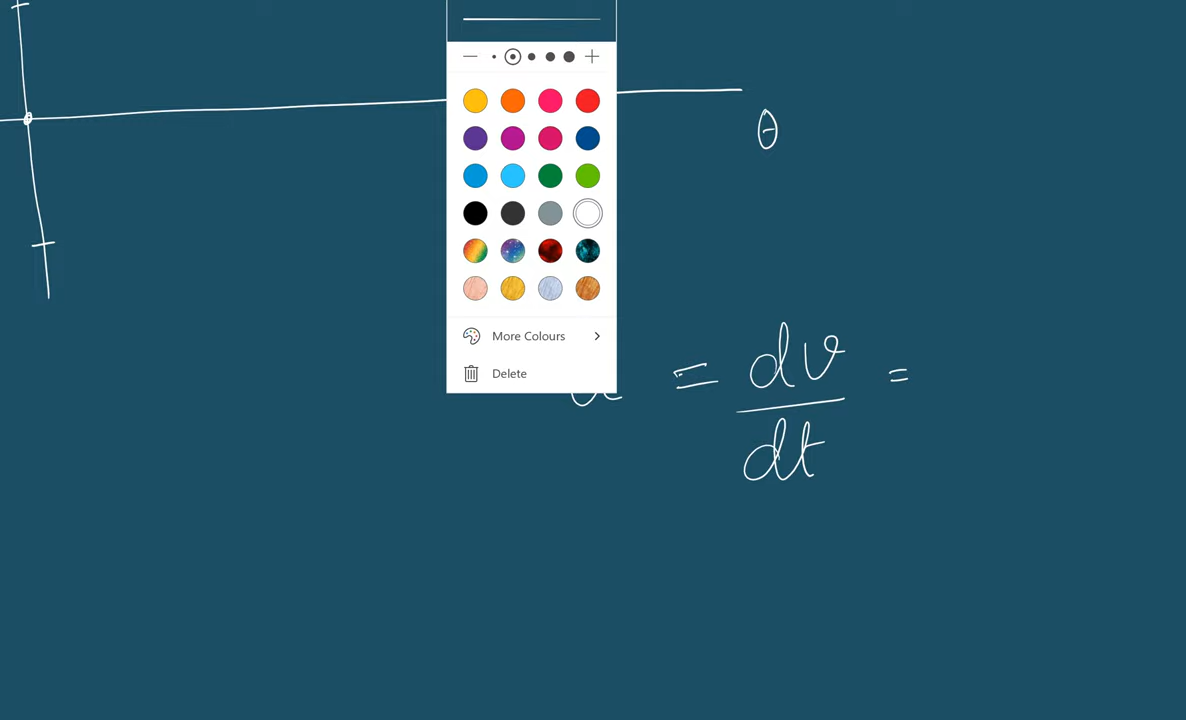 θ
More Colours
Delete
= dv/dt =